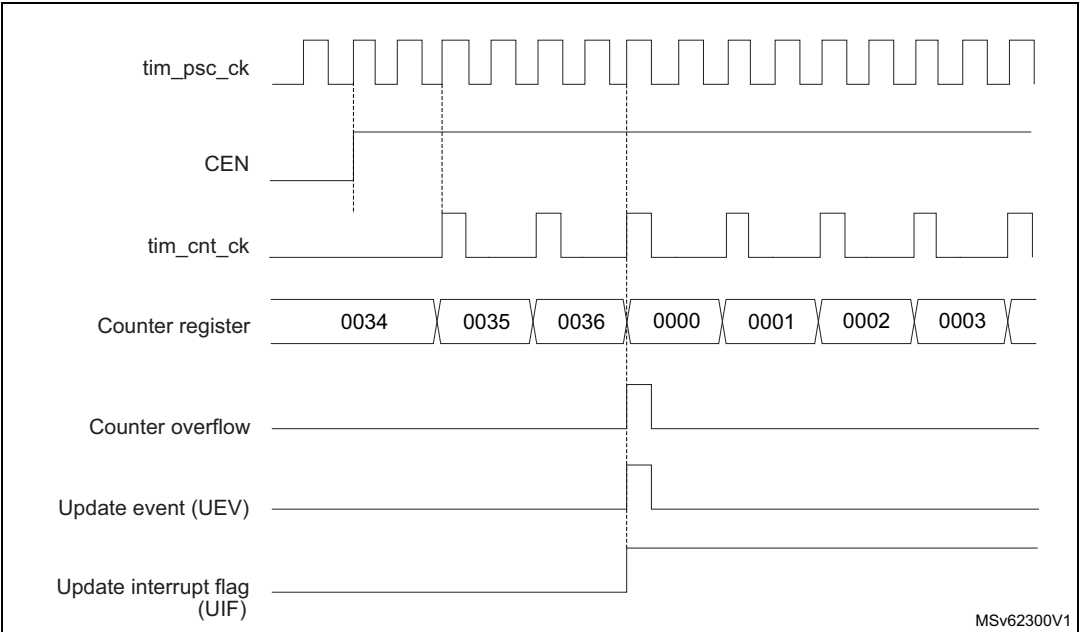 tim_psc_ck
CEN
tim_cnt_ck
Counter register 0034 0035 0036 0000 0001 0002 0003
Counter overflow
Update event (UEV)
Update interrupt flag
(UIF)
MSv62300V1